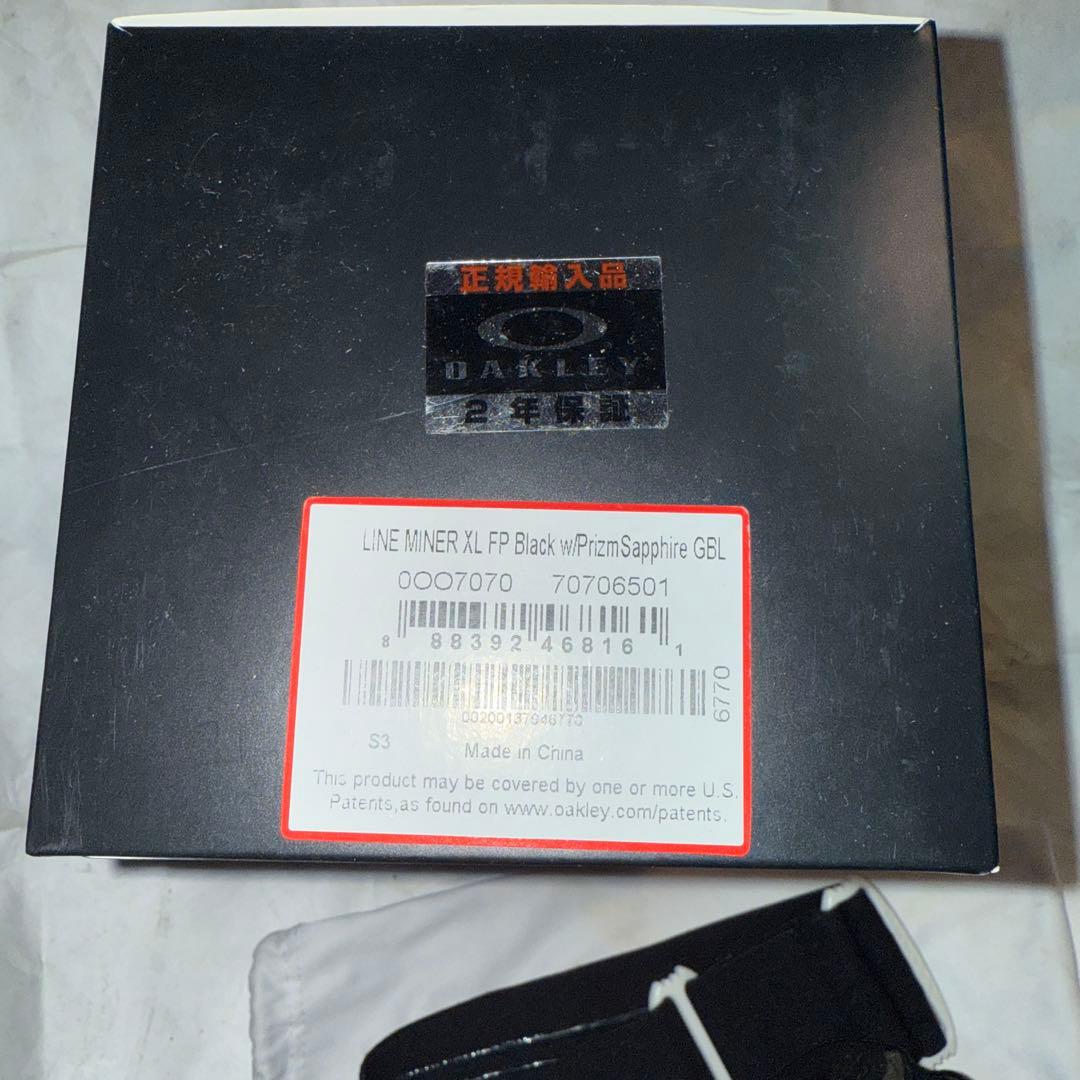 正規輸入品
OAKLEY
2年保証
LINE MINER XL FP Black w/PrizmSapphire GBL
0OO7070 70706501
8 88392 46816 1
00200137946770
6770
S3 Made in China
This product may be covered by one or more U.S.
Patents,as found on www.oakley.com/patents.